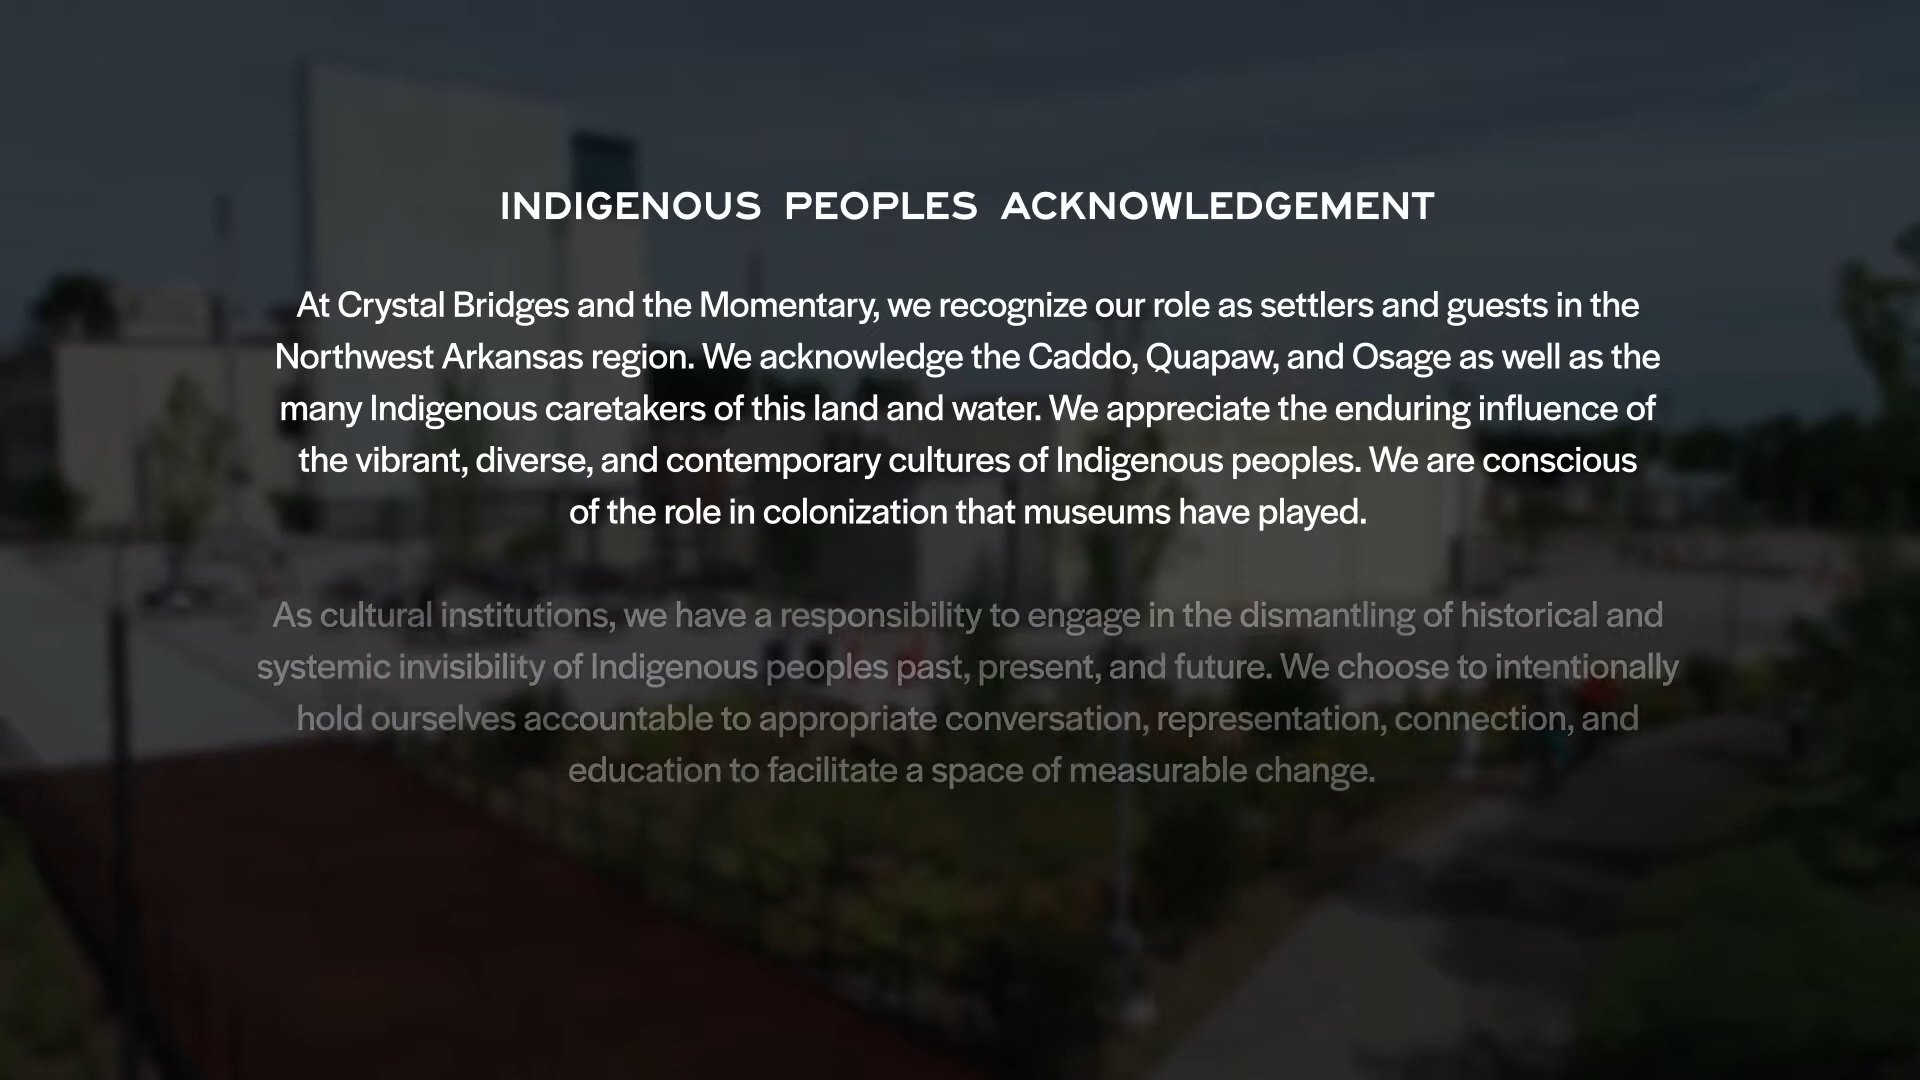 INDIGENOUS PEOPLES ACKNOWLEDGEMENT
At Crystal Bridges and the Momentary, we recognize our role as settlers and guests in the
Northwest Arkansas region. We acknowledge the Caddo, Quapaw, and Osage as well as the
many Indigenous caretakers of this land and water. We appreciate the enduring influence of
the vibrant, diverse, and contemporary cultures of Indigenous peoples. We are conscious
of the role in colonization that museums have played.
As cultural institutions, we have a responsibility to engage in the dismantling of historical and
systemic invisibility of Indigenous peoples past, present, and future. We choose to intentionally
hold ourselves accountable to appropriate conversation, representation, connection, and
education to facilitate a space of measurable change.